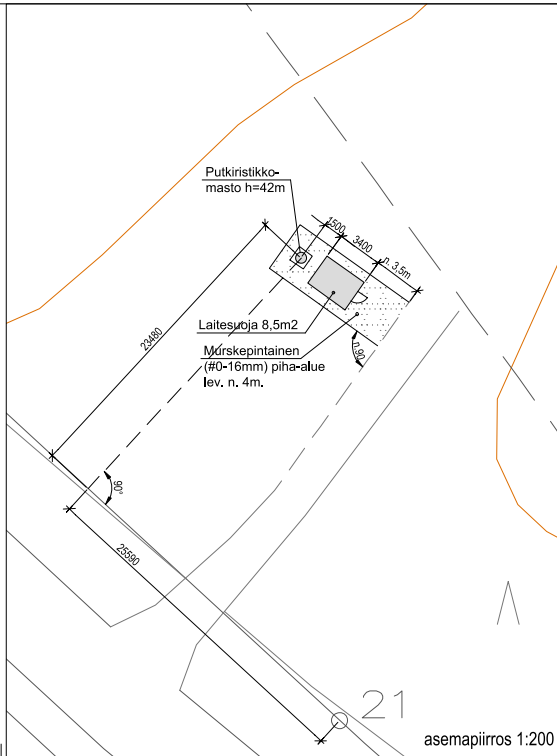 Putkiristikko-
masto h=42m
1500
3400
n. 3,5m
23480
Laitesuoja 8,5m2
Murskepintainen
(#0-16mm) piha-alue
lev. n. 4m.
n.90
90°
25590
21
asemapiirros 1:200